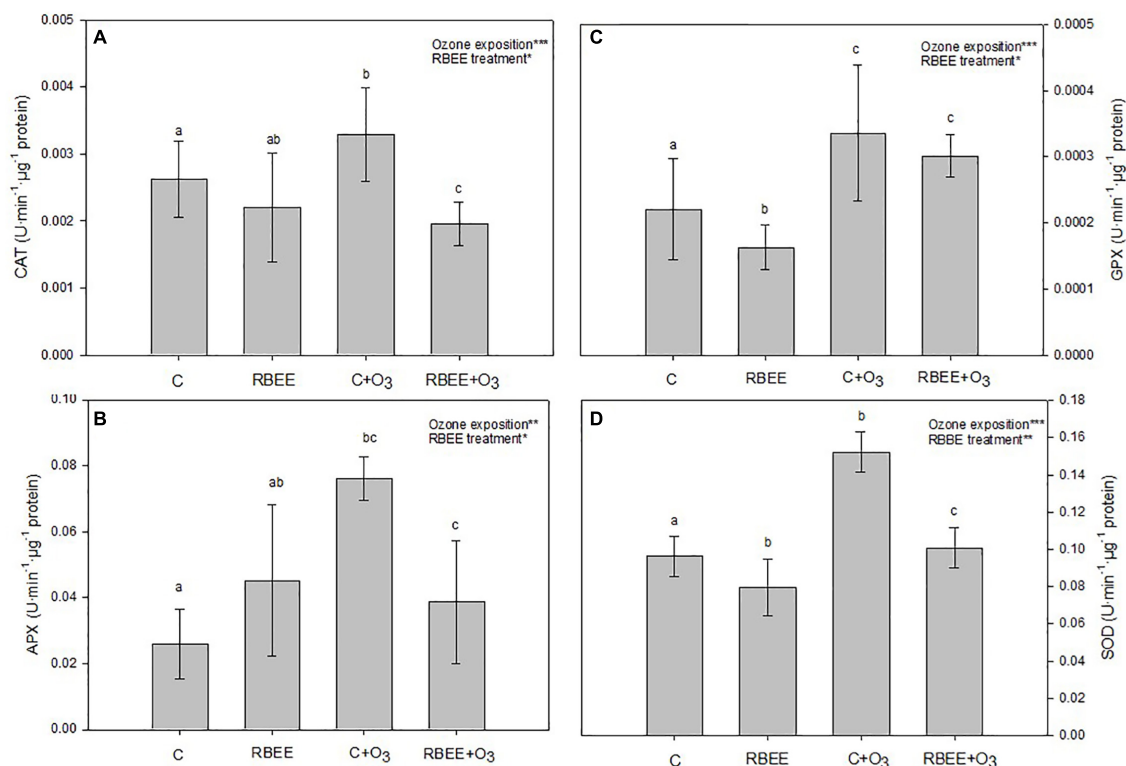 A
Ozone exposition***
RBEE treatment*
CAT (U·min⁻¹·µg⁻¹ protein)
0.005
0.004
0.003
0.002
0.001
0.000
a
ab
b
c
C
RBEE
C+O₃
RBEE+O₃
C
Ozone exposition***
RBEE treatment*
GPX (U·min⁻¹·µg⁻¹ protein)
0.0005
0.0004
0.0003
0.0002
0.0001
0.0000
a
b
c
c
C
RBEE
C+O₃
RBEE+O₃
B
Ozone exposition**
RBEE treatment*
APX (U·min⁻¹·µg⁻¹ protein)
0.10
0.08
0.06
0.04
0.02
0.00
a
ab
bc
c
C
RBEE
C+O₃
RBEE+O₃
D
Ozone exposition***
RBBE treatment**
SOD (U·min⁻¹·µg⁻¹ protein)
0.18
0.16
0.14
0.12
0.10
0.08
0.06
0.04
0.02
0.00
a
b
b
c
C
RBEE
C+O₃
RBEE+O₃